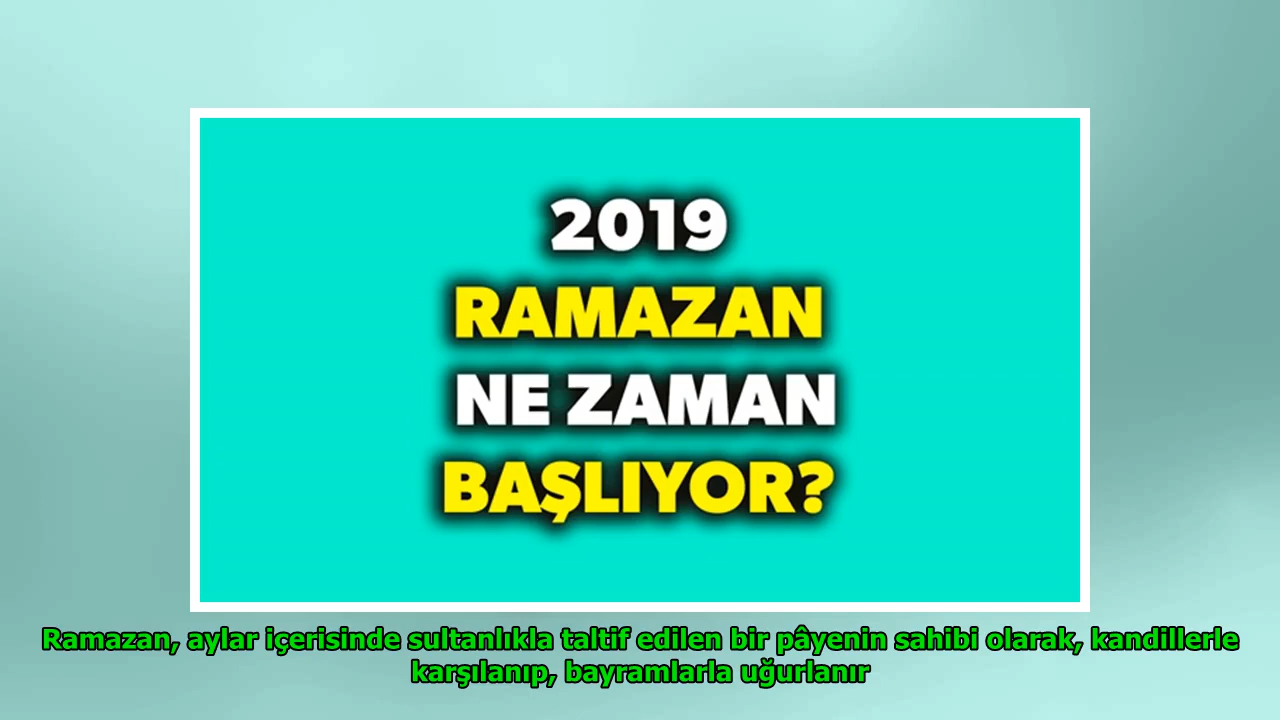 2019
RAMAZAN
NE ZAMAN
BAŞLIYOR?
Ramazan, aylar içerisinde sultanlıkla taltif edilen bir pâyenin sahibi olarak, kandillerle
karşılanıp, bayramlarla uğurlanır